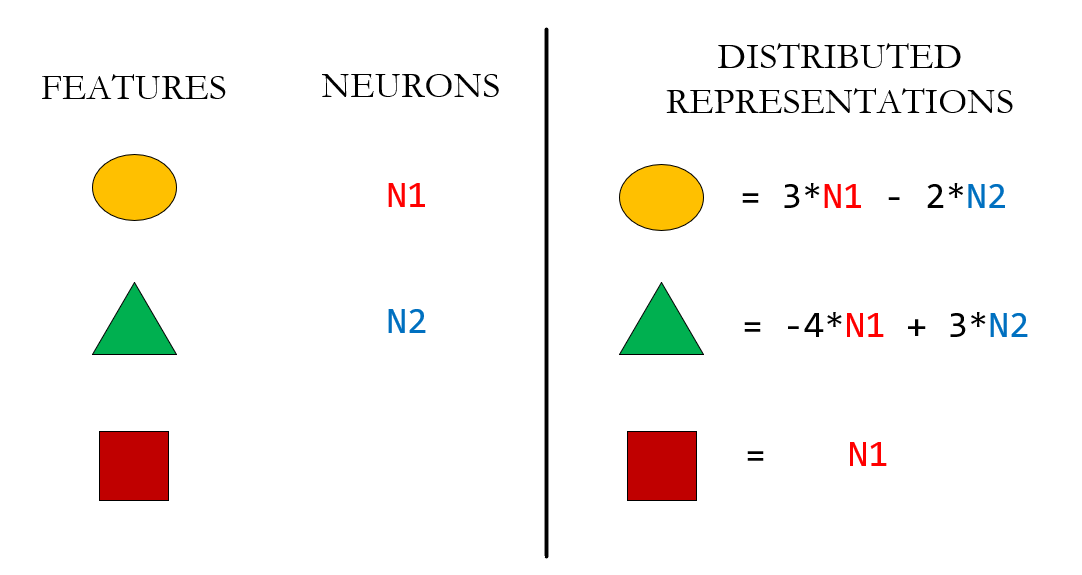 FEATURES
NEURONS
N1
N2
DISTRIBUTED
REPRESENTATIONS
= 3*N1 - 2*N2
= -4*N1 + 3*N2
= N1